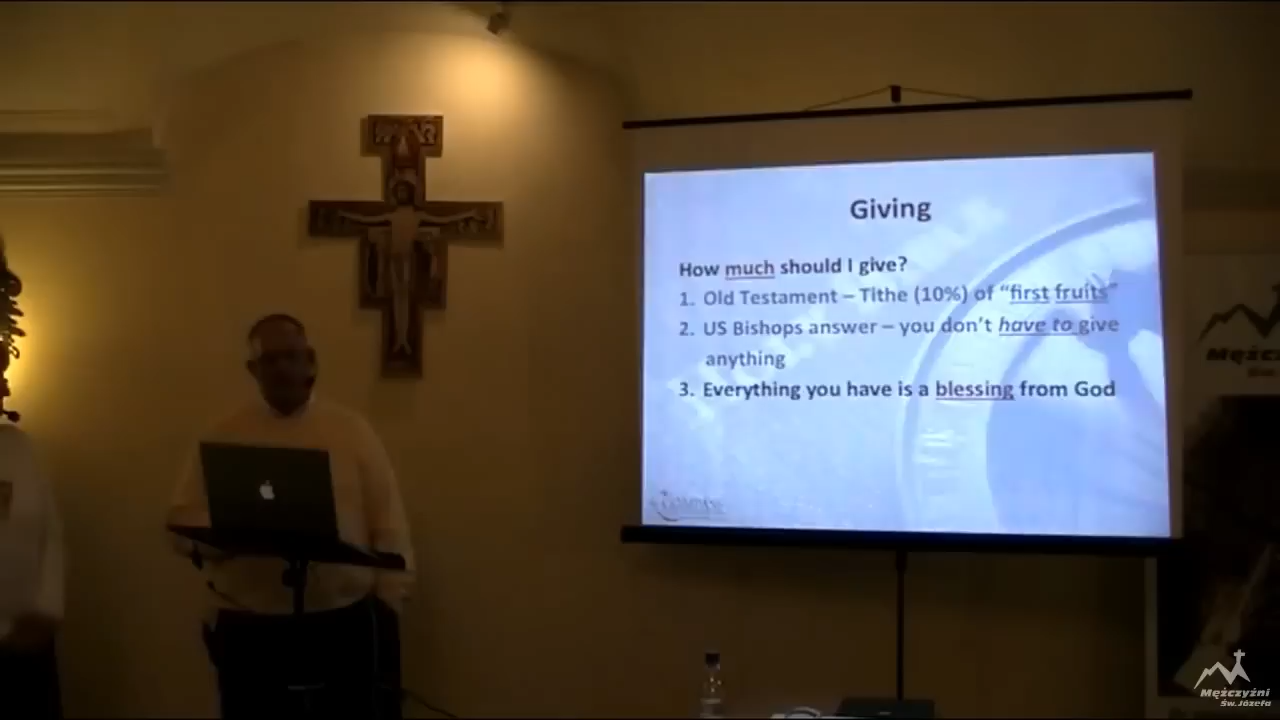 Giving
How much should I give?
1. Old Testament – Tithe (10%) of “first fruits”
2. US Bishops answer – you don’t have to give
anything
3. Everything you have is a blessing from God
Mężczyźni
Św.Józefa